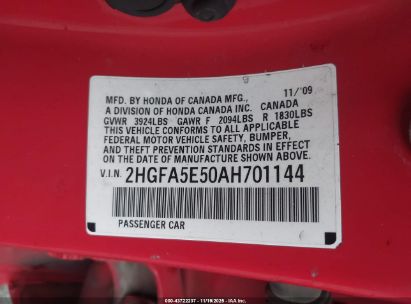 MFD. BY HONDA OF CANADA MFG., 11/'09
A DIVISION OF HONDA CANADA INC. CANADA
GVWR 3924LBS GAWR F 2094LBS R 1830LBS
THIS VEHICLE CONFORMS TO ALL APPLICABLE
FEDERAL MOTOR VEHICLE SAFETY, BUMPER,
AND THEFT PREVENTION STANDARDS IN EFFECT
ON THE DATE OF MANUFACTURE SHOWN ABOVE.
V.I.N. 2HGFA5E50AH701144
PASSENGER CAR